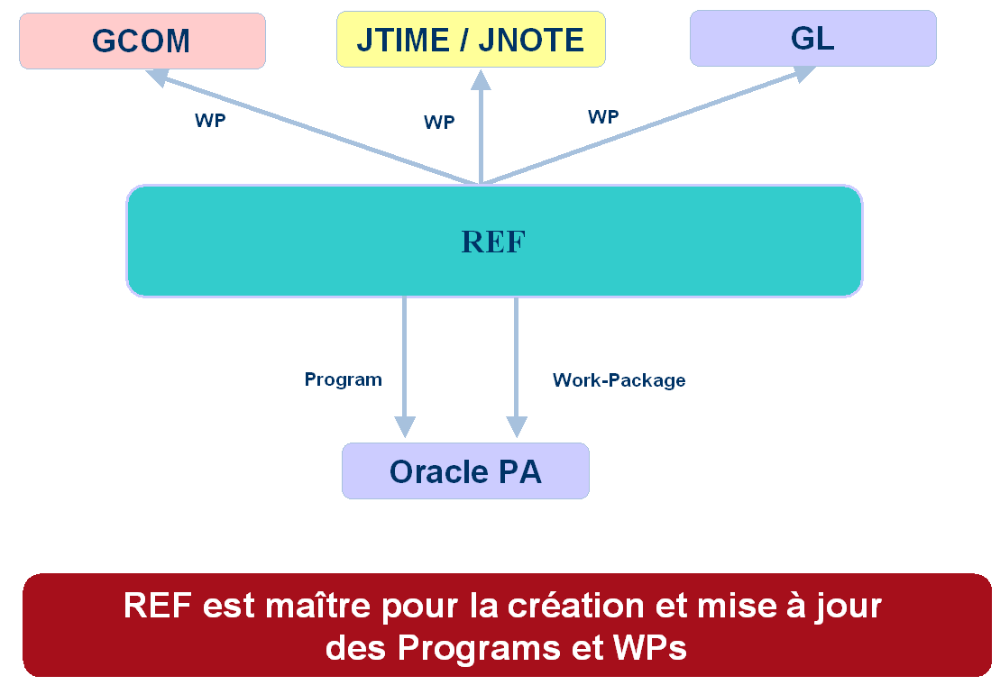 GCOM
JTIME / JNOTE
GL
WP
WP
WP
REF
Program
Work-Package
Oracle PA
REF est maître pour la création et mise à jour
des Programs et WPs